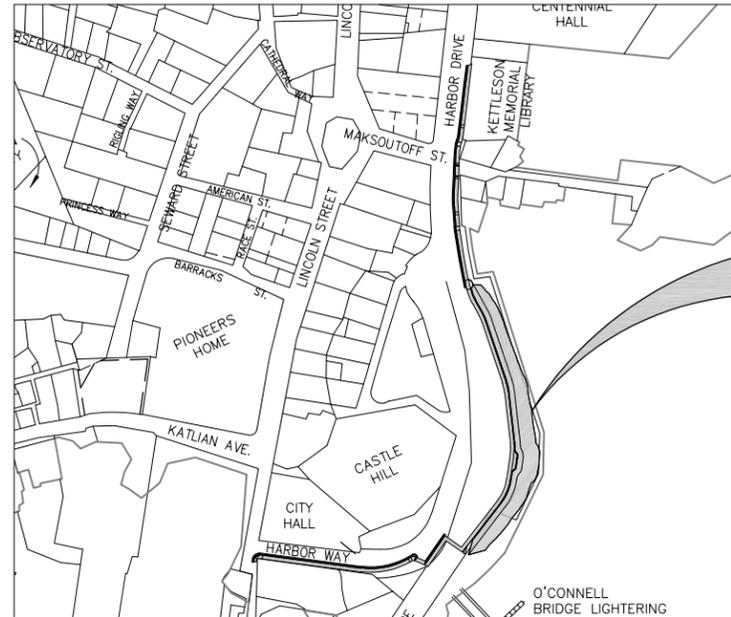 CENTENNIAL
HALL
BSERVATORY ST.
LINCO
CATHEDRAL WAY
HARBOR DRIVE
KETTLESON
MEMORIAL
LIBRARY
RIGLING WAY
MAKSOUTOFF ST.
SEWARD STREET
AMERICAN ST.
PRINCESS WAY
RACE ST.
LINCOLN STREET
BARRACKS
ST.
PIONEERS
HOME
KATLIAN AVE.
CASTLE
HILL
CITY
HALL
HARBOR WAY
O'CONNELL
BRIDGE LIGHTERING